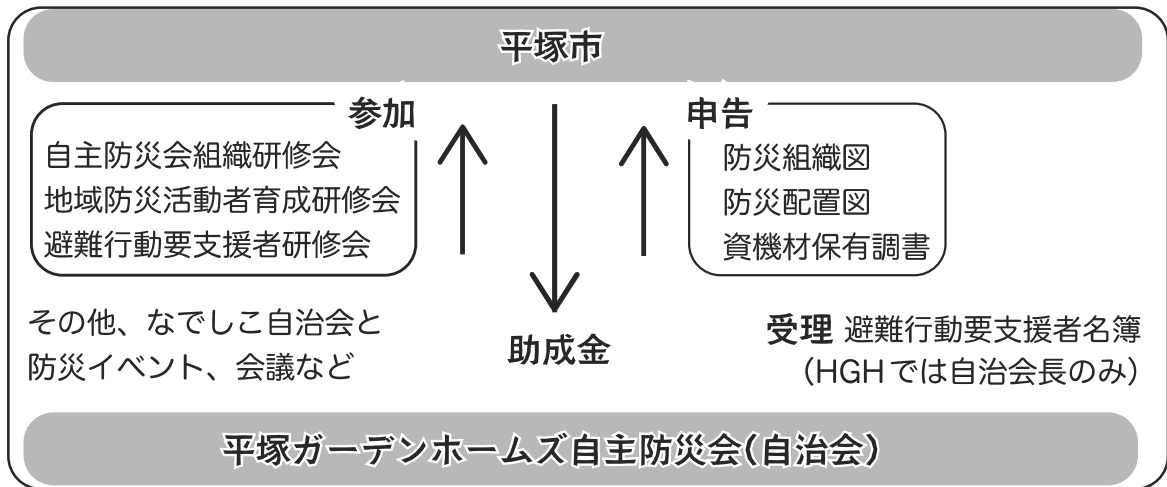 平塚市
参加
自主防災会組織研修会
地域防災活動者育成研修会
避難行動要支援者研修会
申告
防災組織図
防災配置図
資機材保有調書
その他、なでしこ自治会と
防災イベント、会議など
助成金
受理 避難行動要支援者名簿
（HGHでは自治会長のみ）
平塚ガーデンホームズ自主防災会(自治会)